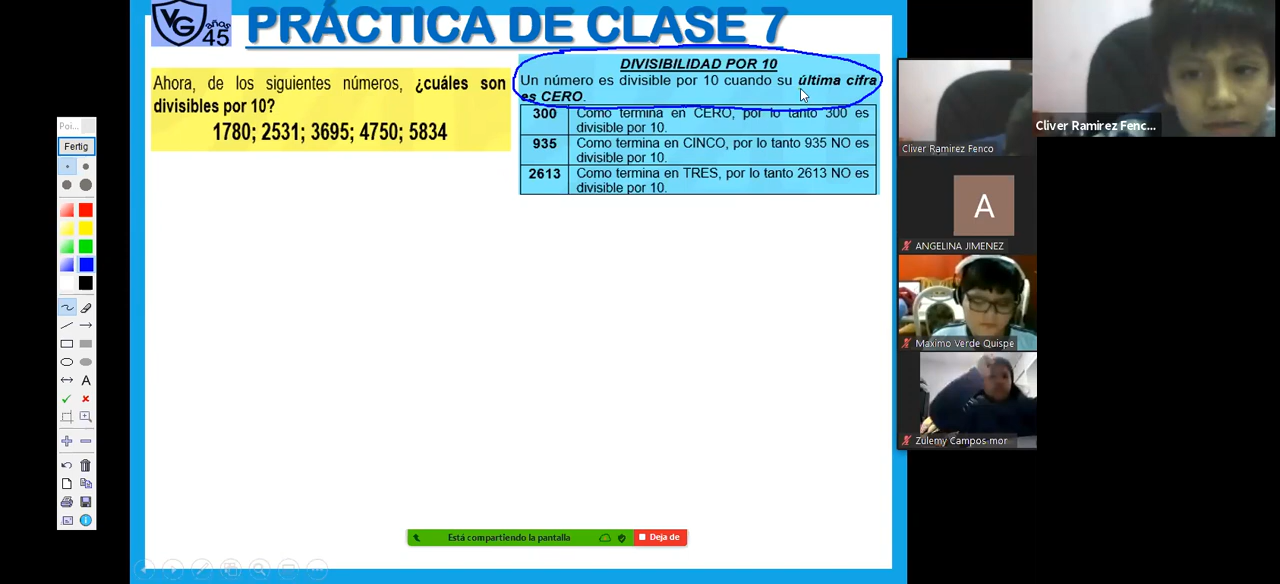 VG
años
45
PRÁCTICA DE CLASE 7
Ahora, de los siguientes números, ¿cuáles son
divisibles por 10?
1780; 2531; 3695; 4750; 5834
DIVISIBILIDAD POR 10
Un número es divisible por 10 cuando su última cifra
es CERO.
300 Como termina en CERO, por lo tanto 300 es
divisible por 10.
935 Como termina en CINCO, por lo tanto 935 NO es
divisible por 10.
2613 Como termina en TRES, por lo tanto 2613 NO es
divisible por 10.
Poi...
Fertig
A
Está compartiendo la pantalla
Deja de
Cliver Ramirez Fenco
A
ANGELINA JIMENEZ
Maximo Verde Quispe
Zulemy Campos mor
Cliver Ramirez Fenc...